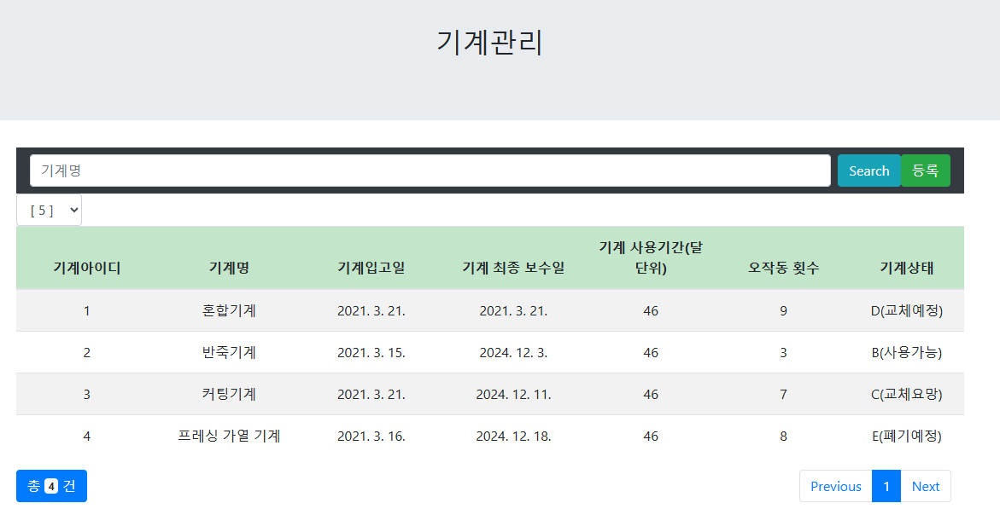 기계관리
기계명 Search 등록
[ 5 ]
기계아이디 기계명 기계입고일 기계 최종 보수일 기계 사용기간(달 단위) 오작동 횟수 기계상태
1 혼합기계 2021. 3. 21. 2021. 3. 21. 46 9 D(교체예정)
2 반죽기계 2021. 3. 15. 2024. 12. 3. 46 3 B(사용가능)
3 커팅기계 2021. 3. 21. 2024. 12. 11. 46 7 C(교체요망)
4 프레싱 가열 기계 2021. 3. 16. 2024. 12. 18. 46 8 E(폐기예정)
총 4 건 Previous 1 Next